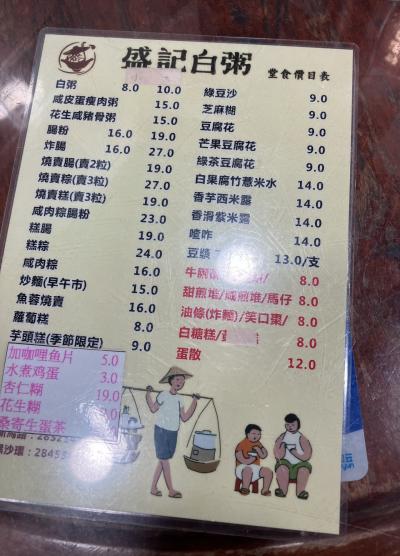 盛記白粥 堂食價目表
白粥 8.0 10.0
咸皮蛋瘦肉粥 15.0
花生咸豬骨粥 15.0
腸粉 16.0 19.0
炸腸 16.0 27.0
燒賣腸(賣2粒) 19.0
燒賣粽(賣3粒) 27.0
燒賣糕(賣3粒) 19.0
咸肉粽腸粉 23.0
糕腸 19.0
糕粽 24.0
咸肉粽 16.0
炒麵(早午市) 15.0
魚蓉燒賣 8.0
蘿蔔糕 8.0
芋頭糕(季節限定) 9.0
加咖哩鱼片 5.0
水煮鸡蛋 3.0
杏仁糊 19.0
花生糊
桑寄生蛋茶
綠豆沙 9.0
芝麻糊 9.0
豆腐花 9.0
芒果豆腐花 9.0
綠茶豆腐花 9.0
白果腐竹薏米水 14.0
香芋西米露 14.0
香滑紫米露 14.0
喳咋 14.0
豆漿 13.0/支
牛脷酥 8.0
甜煎堆/咸煎堆/馬仔 8.0
油條(炸麵)/笑口棗/ 8.0
白糖糕/ 8.0
蛋散 12.0